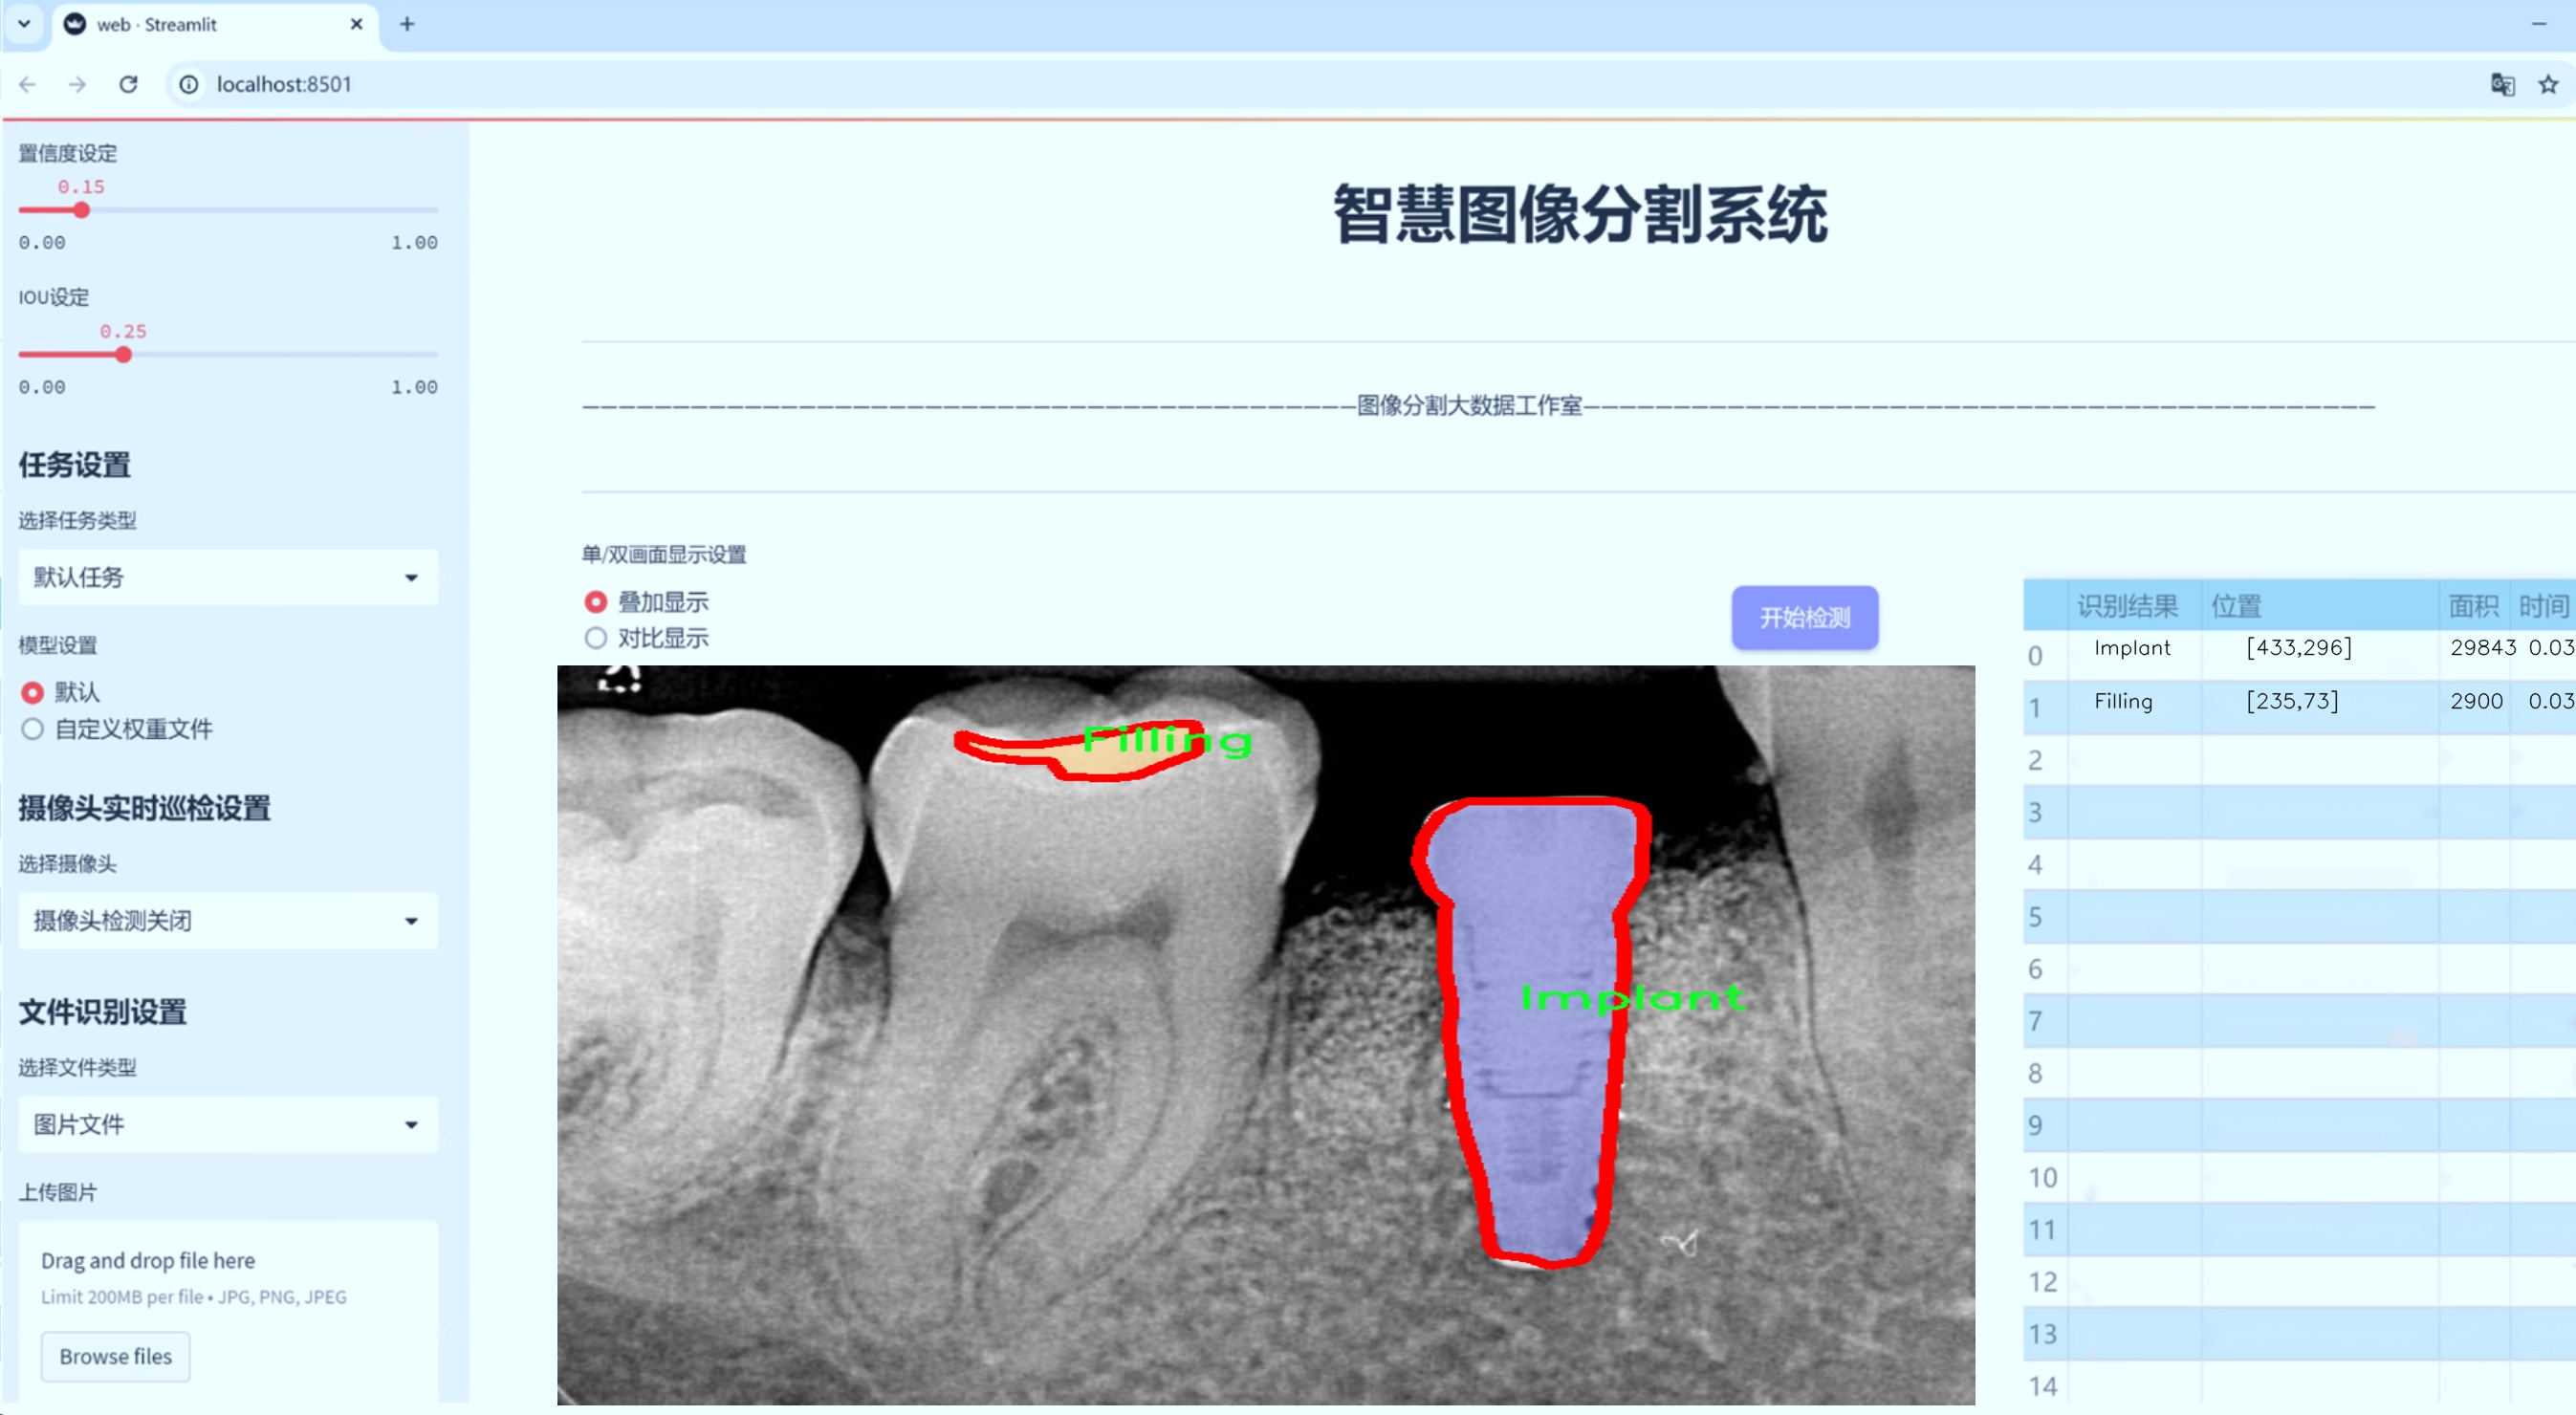 web · Streamlit
localhost:8501
置信度设定
0.15
0.00 1.00
IOU设定
0.25
0.00 1.00
任务设置
选择任务类型
默认任务
模型设置
默认
自定义权重文件
摄像头实时巡检设置
选择摄像头
摄像头检测关闭
文件识别设置
选择文件类型
图片文件
上传图片
Drag and drop file here
Limit 200MB per file • JPG, PNG, JPEG
Browse files
智慧图像分割系统
图像分割大数据工作室
单/双画面显示设置
叠加显示
对比显示
开始检测
Filling
Implant
识别结果 位置 面积 时间
0 Implant [433,296] 29843 0.03
1 Filling [235,73] 2900 0.03
2
3
4
5
6
7
8
9
10
11
12
13
14